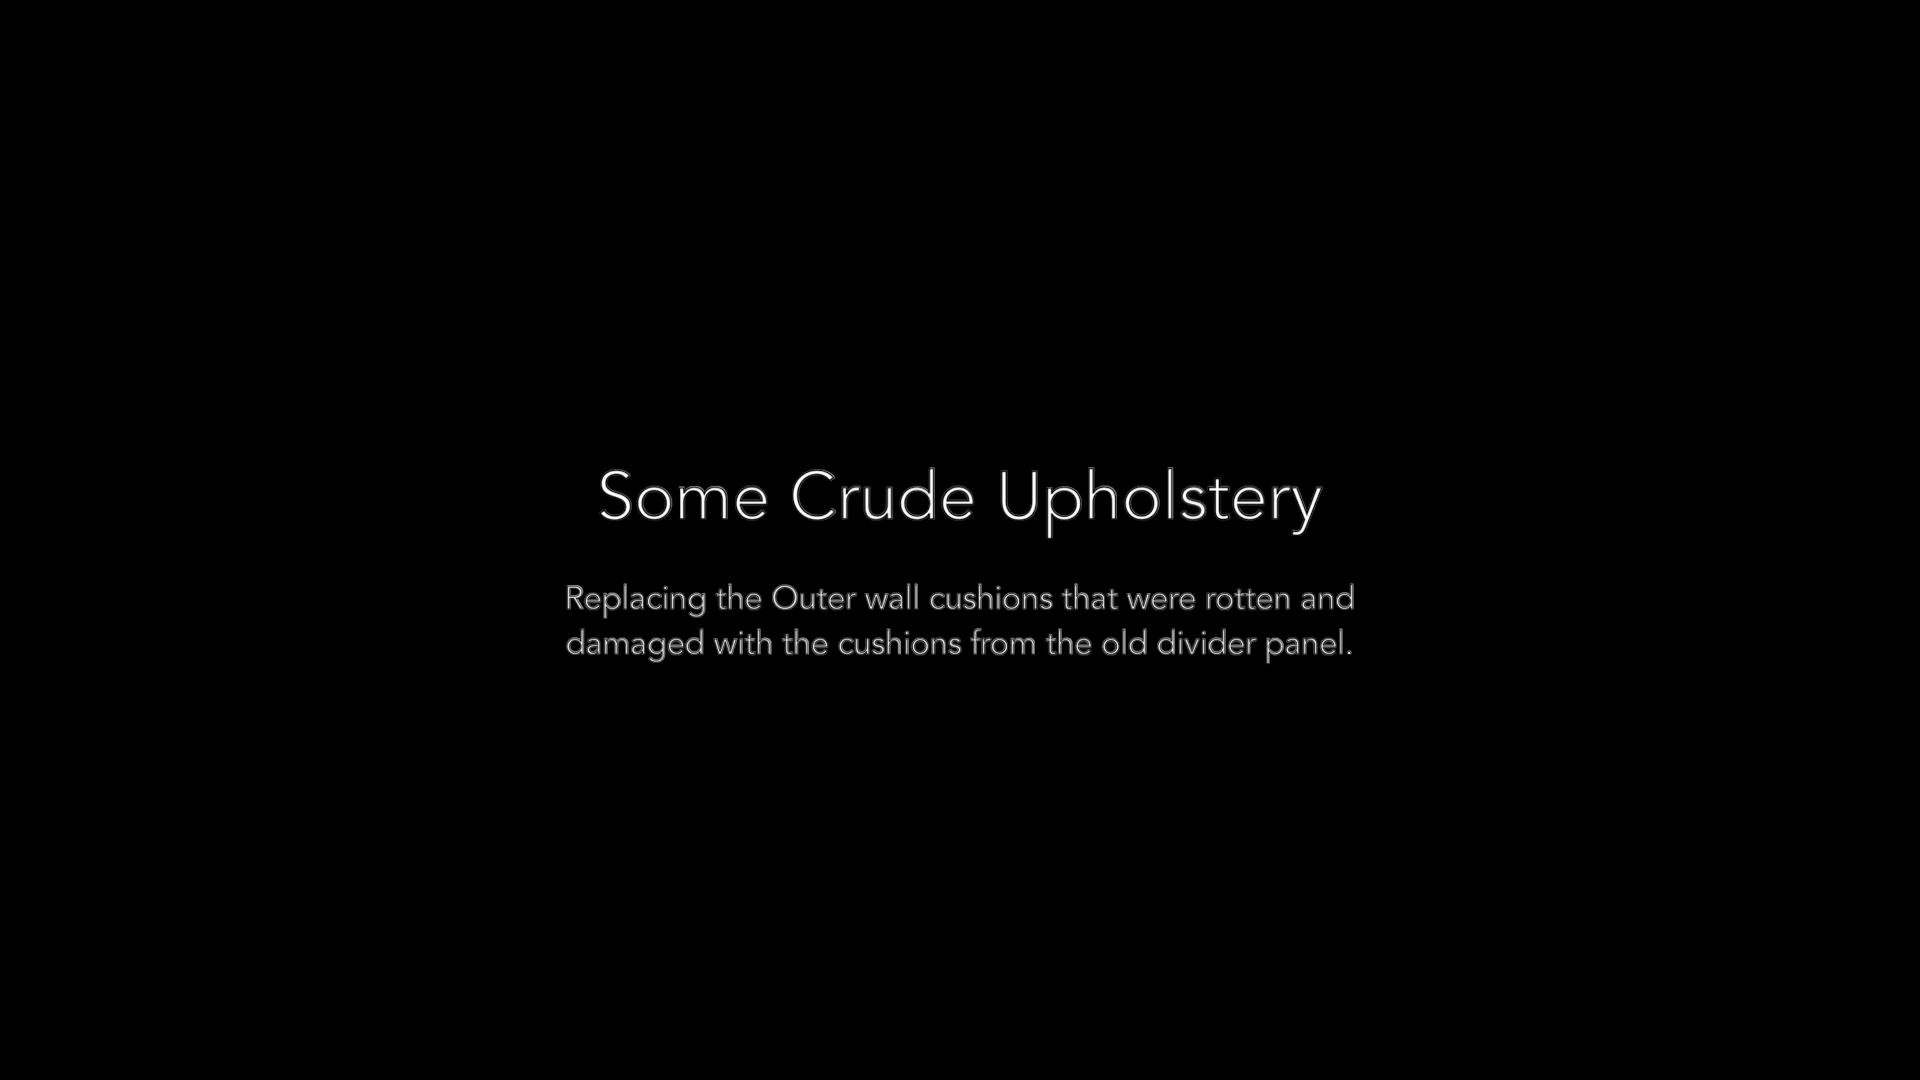 Some Crude Upholstery
Replacing the Outer wall cushions that were rotten and
damaged with the cushions from the old divider panel.